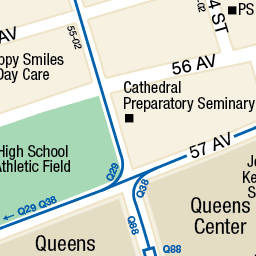 55-02
4 ST
PS
AV
ppy Smiles
Day Care
56 AV
Cathedral
Preparatory Seminary
57 AV
High School
Athletic Field
Q29
Q38
Q29 Q38
Q88
Q88
Queens
Center
Queens